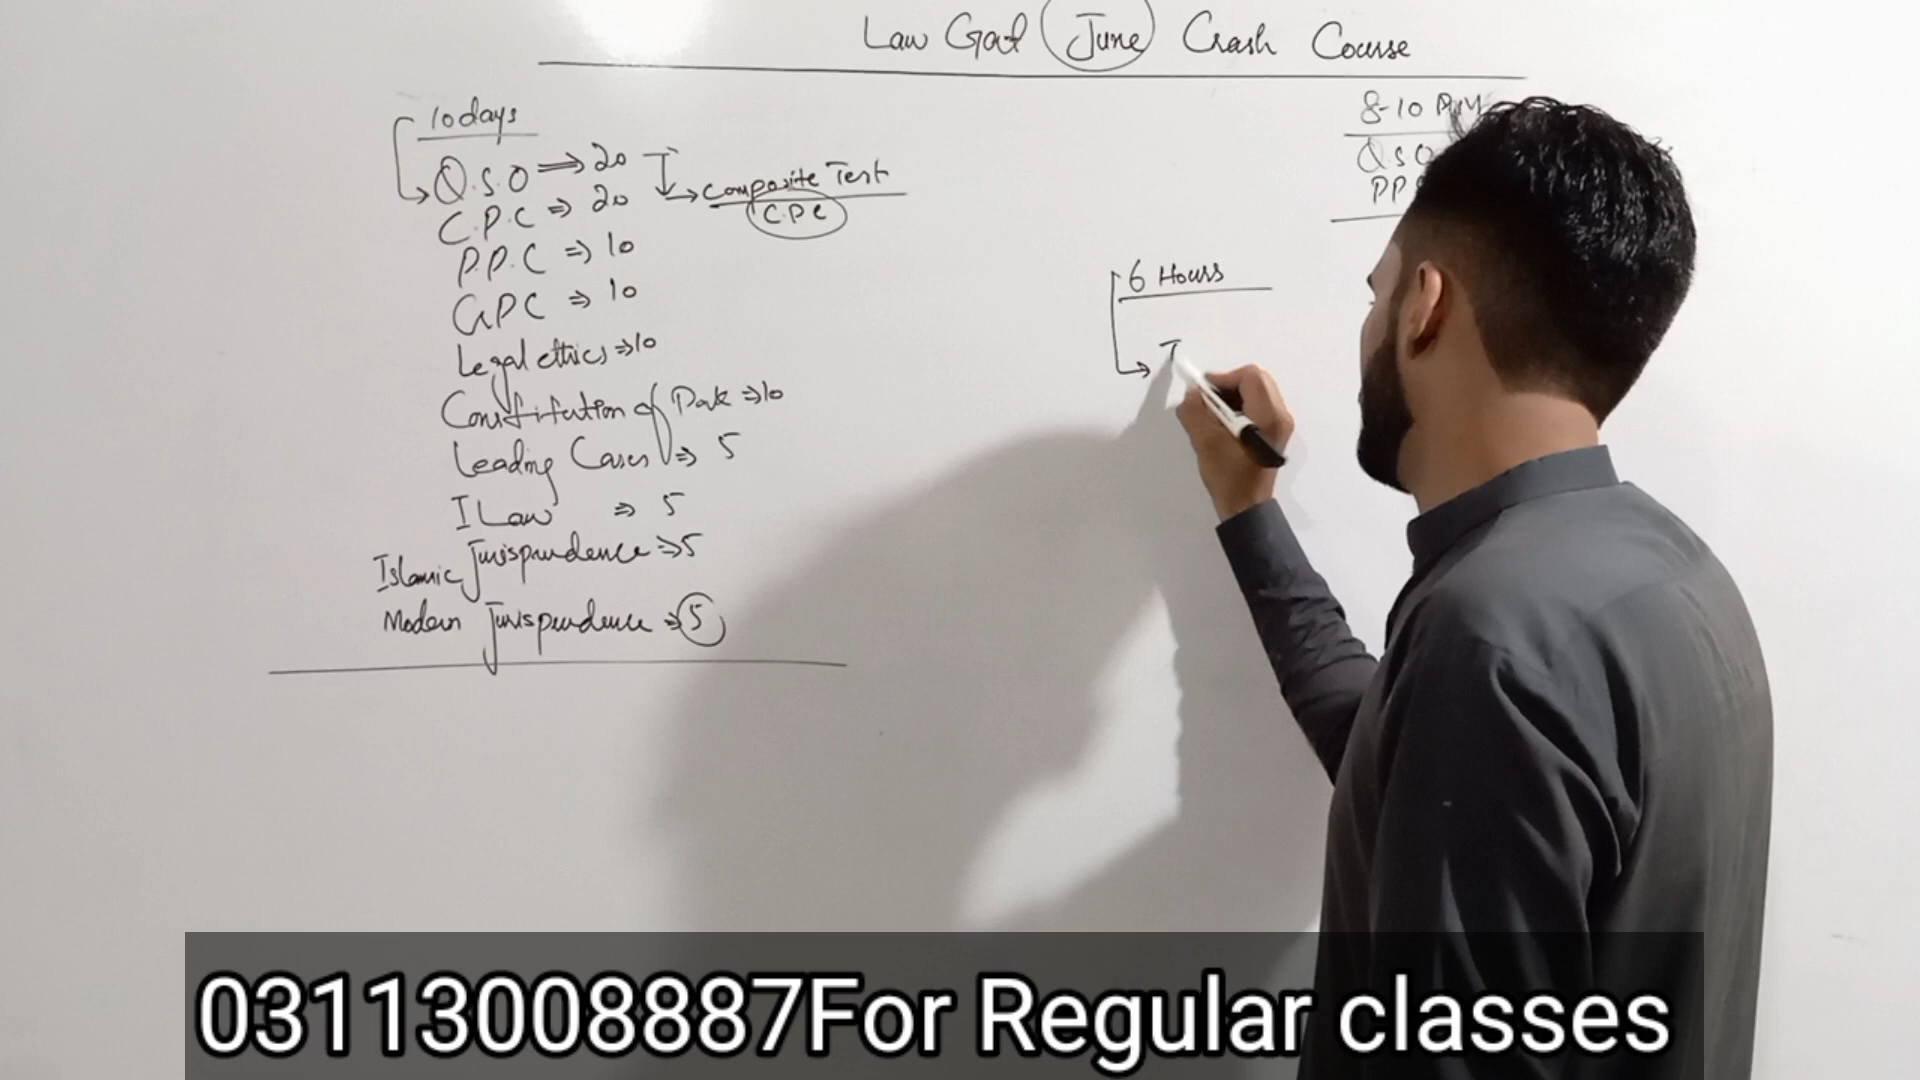 Law Gat June Crash Course
10 days
Q.S.O ⇒ 20
C.P.C ⇒ 20
P.P.C ⇒ 10
CrPC ⇒ 10
Legal ethics ⇒ 10
Constitution of Pak ⇒ 10
Leading Cases ⇒ 5
I Law ⇒ 5
Islamic Jurisprudence ⇒ 5
Modern Jurisprudence ⇒ 5
→ Composite Test
C.P.C
8-10 PM
Q.S.O
PP
6 Hours
03113008887For Regular classes